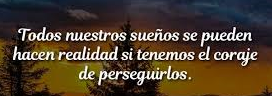 Todos nuestros sueños se pueden
hacen realidad si tenemos el coraje
de perseguirlos.